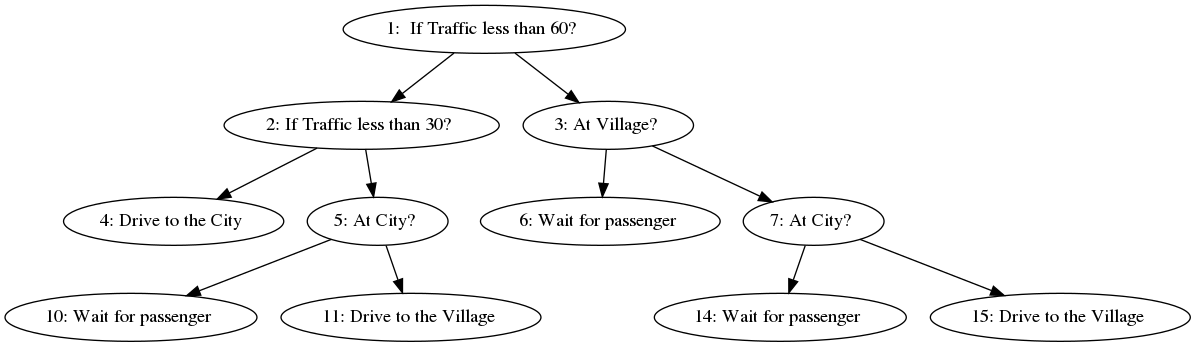 1:  If Traffic less than 60?
2: If Traffic less than 30?
3: At Village?
4: Drive to the City
5: At City?
6: Wait for passenger
7: At City?
10: Wait for passenger
11: Drive to the Village
14: Wait for passenger
15: Drive to the Village